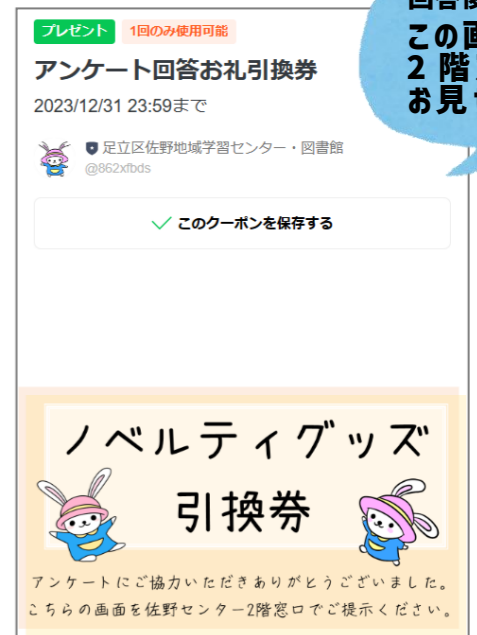 プレゼント 1回のみ使用可能
アンケート回答お礼引換券
2023/12/31 23:59まで
足立区佐野地域学習センター・図書館
@862xfbds
このクーポンを保存する
回答後
この画
2階
お見せ
ノベルティグッズ
引換券
アンケートにご協力いただきありがとうございました。
こちらの画面を佐野センター2階窓口でご提示ください。